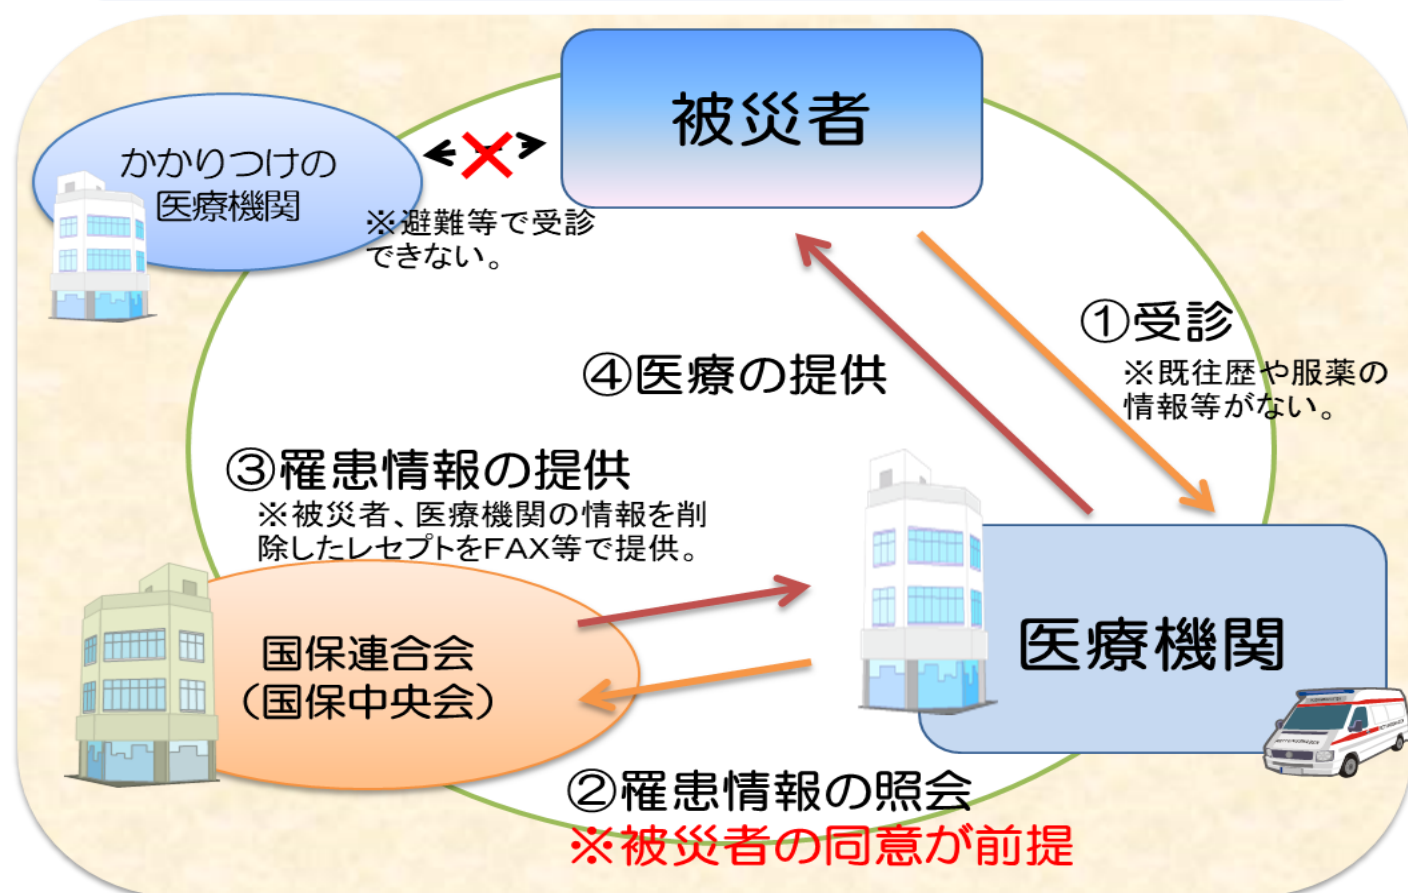 被災者
かかりつけの
医療機関
※避難等で受診
できない。
①受診
※既往歴や服薬の
情報等がない。
④医療の提供
③罹患情報の提供
※被災者、医療機関の情報を削
除したレセプトをFAX等で提供。
国保連合会
（国保中央会）
医療機関
②罹患情報の照会
※被災者の同意が前提